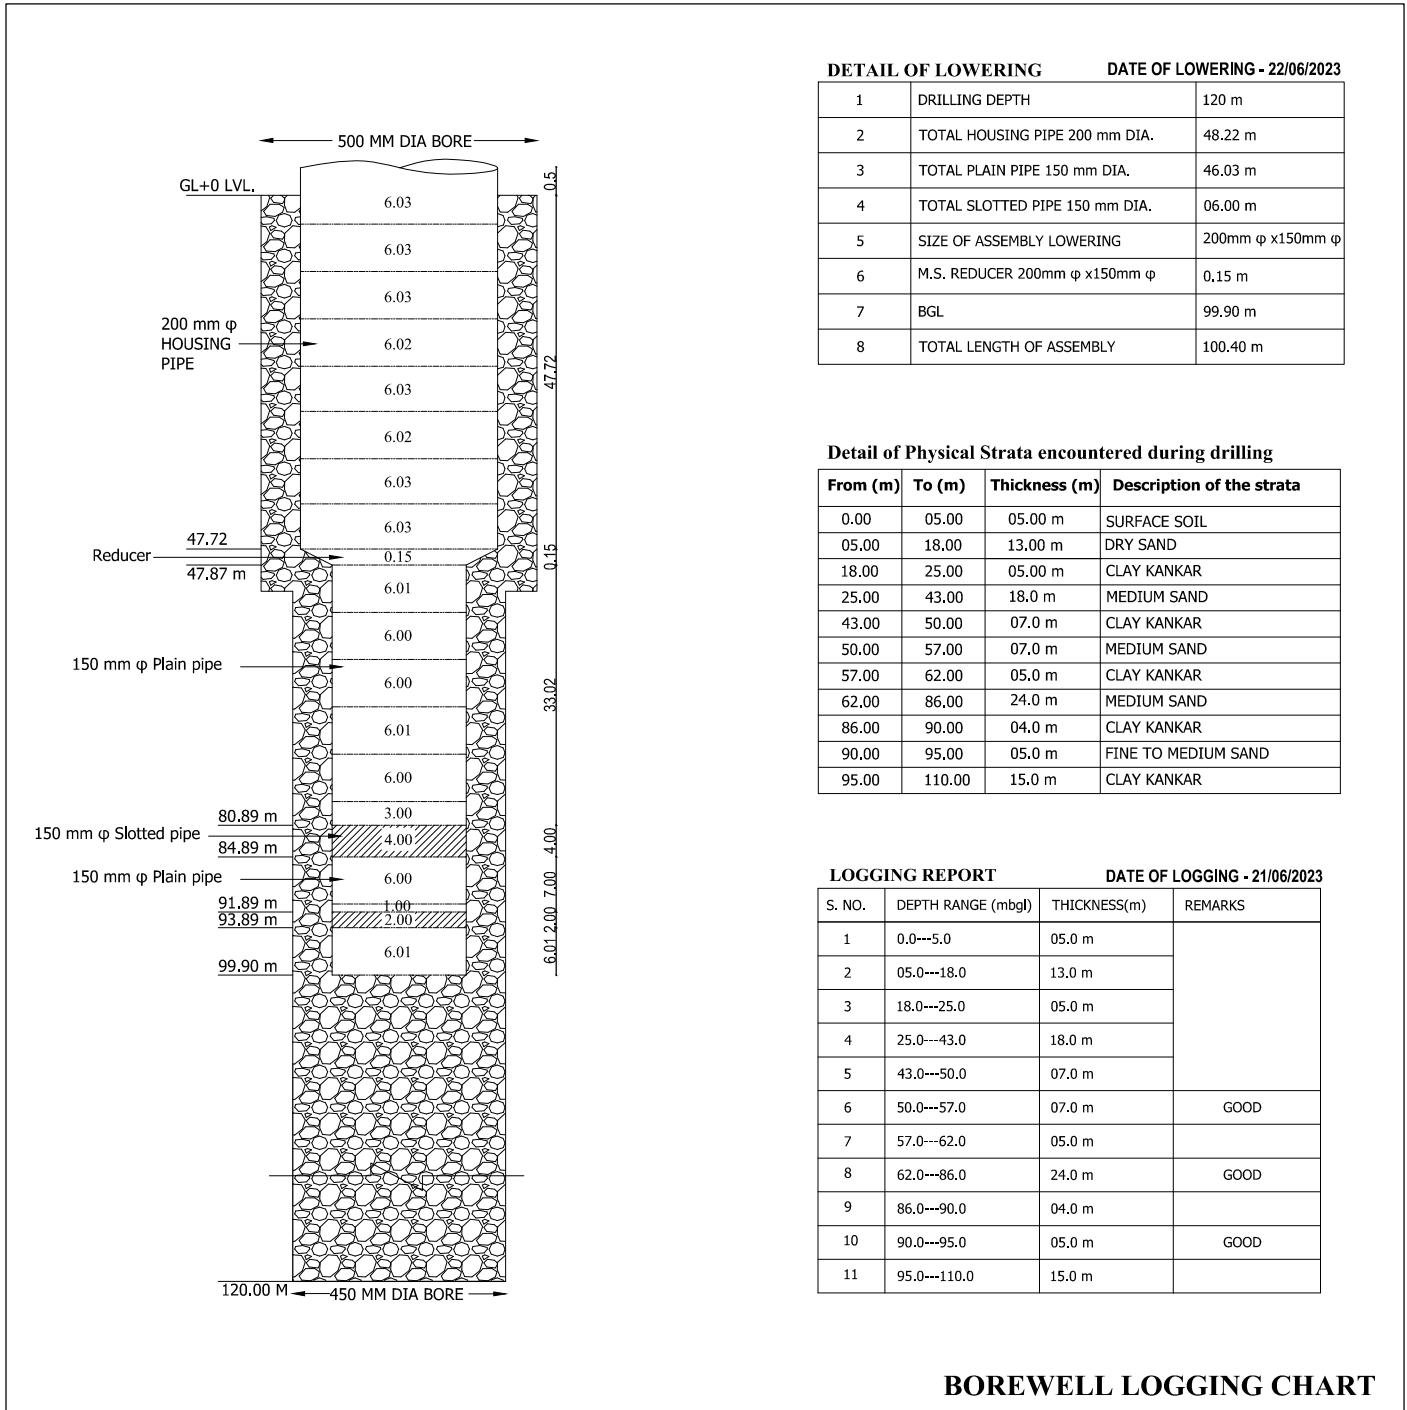 500 MM DIA BORE
0.5
GL+0 LVL.
6.03
6.03
6.03
200 mm φ
HOUSING
PIPE
6.02
47.72
6.03
6.02
6.03
6.03
47.72
Reducer
0.15
0.15
47.87 m
6.01
6.00
150 mm φ Plain pipe
6.00
33.02
6.01
6.00
3.00
80.89 m
150 mm φ Slotted pipe
4.00
4.00
84.89 m
150 mm φ Plain pipe
6.00
7.00
91.89 m
1.00
93.89 m
2.00
2.00
6.01
6.01
99.90 m
120.00 M
450 MM DIA BORE
DETAIL OF LOWERING DATE OF LOWERING - 22/06/2023
1 DRILLING DEPTH 120 m
2 TOTAL HOUSING PIPE 200 mm DIA. 48.22 m
3 TOTAL PLAIN PIPE 150 mm DIA. 46.03 m
4 TOTAL SLOTTED PIPE 150 mm DIA. 06.00 m
5 SIZE OF ASSEMBLY LOWERING 200mm φ x150mm φ
6 M.S. REDUCER 200mm φ x150mm φ 0.15 m
7 BGL 99.90 m
8 TOTAL LENGTH OF ASSEMBLY 100.40 m
Detail of Physical Strata encountered during drilling
From (m) To (m) Thickness (m) Description of the strata
0.00 05.00 05.00 m SURFACE SOIL
05.00 18.00 13.00 m DRY SAND
18.00 25.00 05.00 m CLAY KANKAR
25.00 43.00 18.0 m MEDIUM SAND
43.00 50.00 07.0 m CLAY KANKAR
50.00 57.00 07.0 m MEDIUM SAND
57.00 62.00 05.0 m CLAY KANKAR
62.00 86.00 24.0 m MEDIUM SAND
86.00 90.00 04.0 m CLAY KANKAR
90.00 95.00 05.0 m FINE TO MEDIUM SAND
95.00 110.00 15.0 m CLAY KANKAR
LOGGING REPORT DATE OF LOGGING - 21/06/2023
S. NO. DEPTH RANGE (mbgl) THICKNESS(m) REMARKS
1 0.0---5.0 05.0 m
2 05.0---18.0 13.0 m
3 18.0---25.0 05.0 m
4 25.0---43.0 18.0 m
5 43.0---50.0 07.0 m
6 50.0---57.0 07.0 m GOOD
7 57.0---62.0 05.0 m
8 62.0---86.0 24.0 m GOOD
9 86.0---90.0 04.0 m
10 90.0---95.0 05.0 m GOOD
11 95.0---110.0 15.0 m
BOREWELL LOGGING CHART